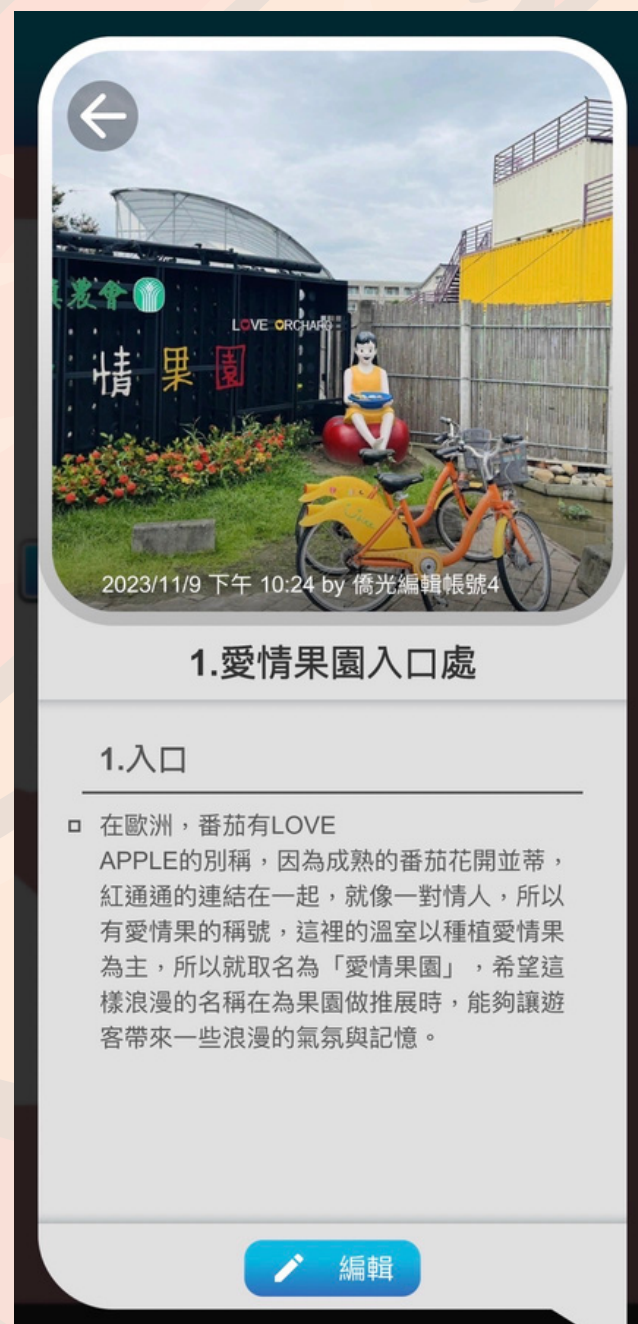 農會
LOVE ORCHARD
情果園
2023/11/9 下午 10:24 by 僑光編輯帳號4
1.愛情果園入口處
1.入口
在歐洲，番茄有LOVE
APPLE的別稱，因為成熟的番茄花開並蒂，
紅通通的連結在一起，就像一對情人，所以
有愛情果的稱號，這裡的溫室以種植愛情果
為主，所以就取名為「愛情果園」，希望這
樣浪漫的名稱在為果園做推展時，能夠讓遊
客帶來一些浪漫的氣氛與記憶。
編輯